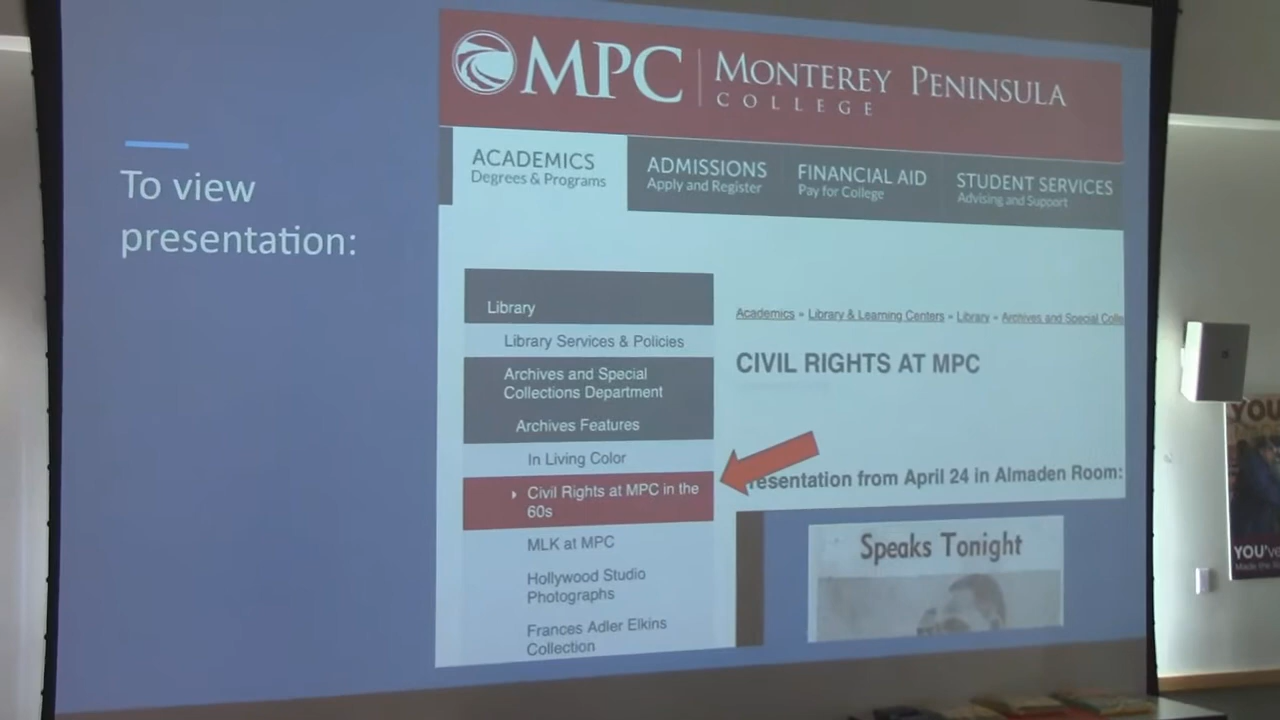 To view
presentation:
MPC
MONTEREY PENINSULA
COLLEGE
ACADEMICS
Degrees & Programs
ADMISSIONS
Apply and Register
FINANCIAL AID
Pay for College
STUDENT SERVICES
Advising and Support
Library
Library Services & Policies
Archives and Special
Collections Department
Archives Features
In Living Color
Civil Rights at MPC in the
60s
MLK at MPC
Hollywood Studio
Photographs
Frances Adler Elkins
Collection
Academics » Library & Learning Centers » Library » Archives and Special Colle
CIVIL RIGHTS AT MPC
resentation from April 24 in Almaden Room:
Speaks Tonight
YOU
YOU'v